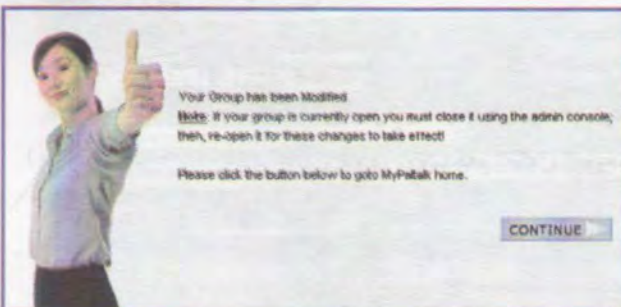 Your Group has been Modified
Note: If your group is currently open you must close it using the admin console;
then, re-open it for these changes to take effect!
Please click the button below to goto MyPaltalk home.
CONTINUE